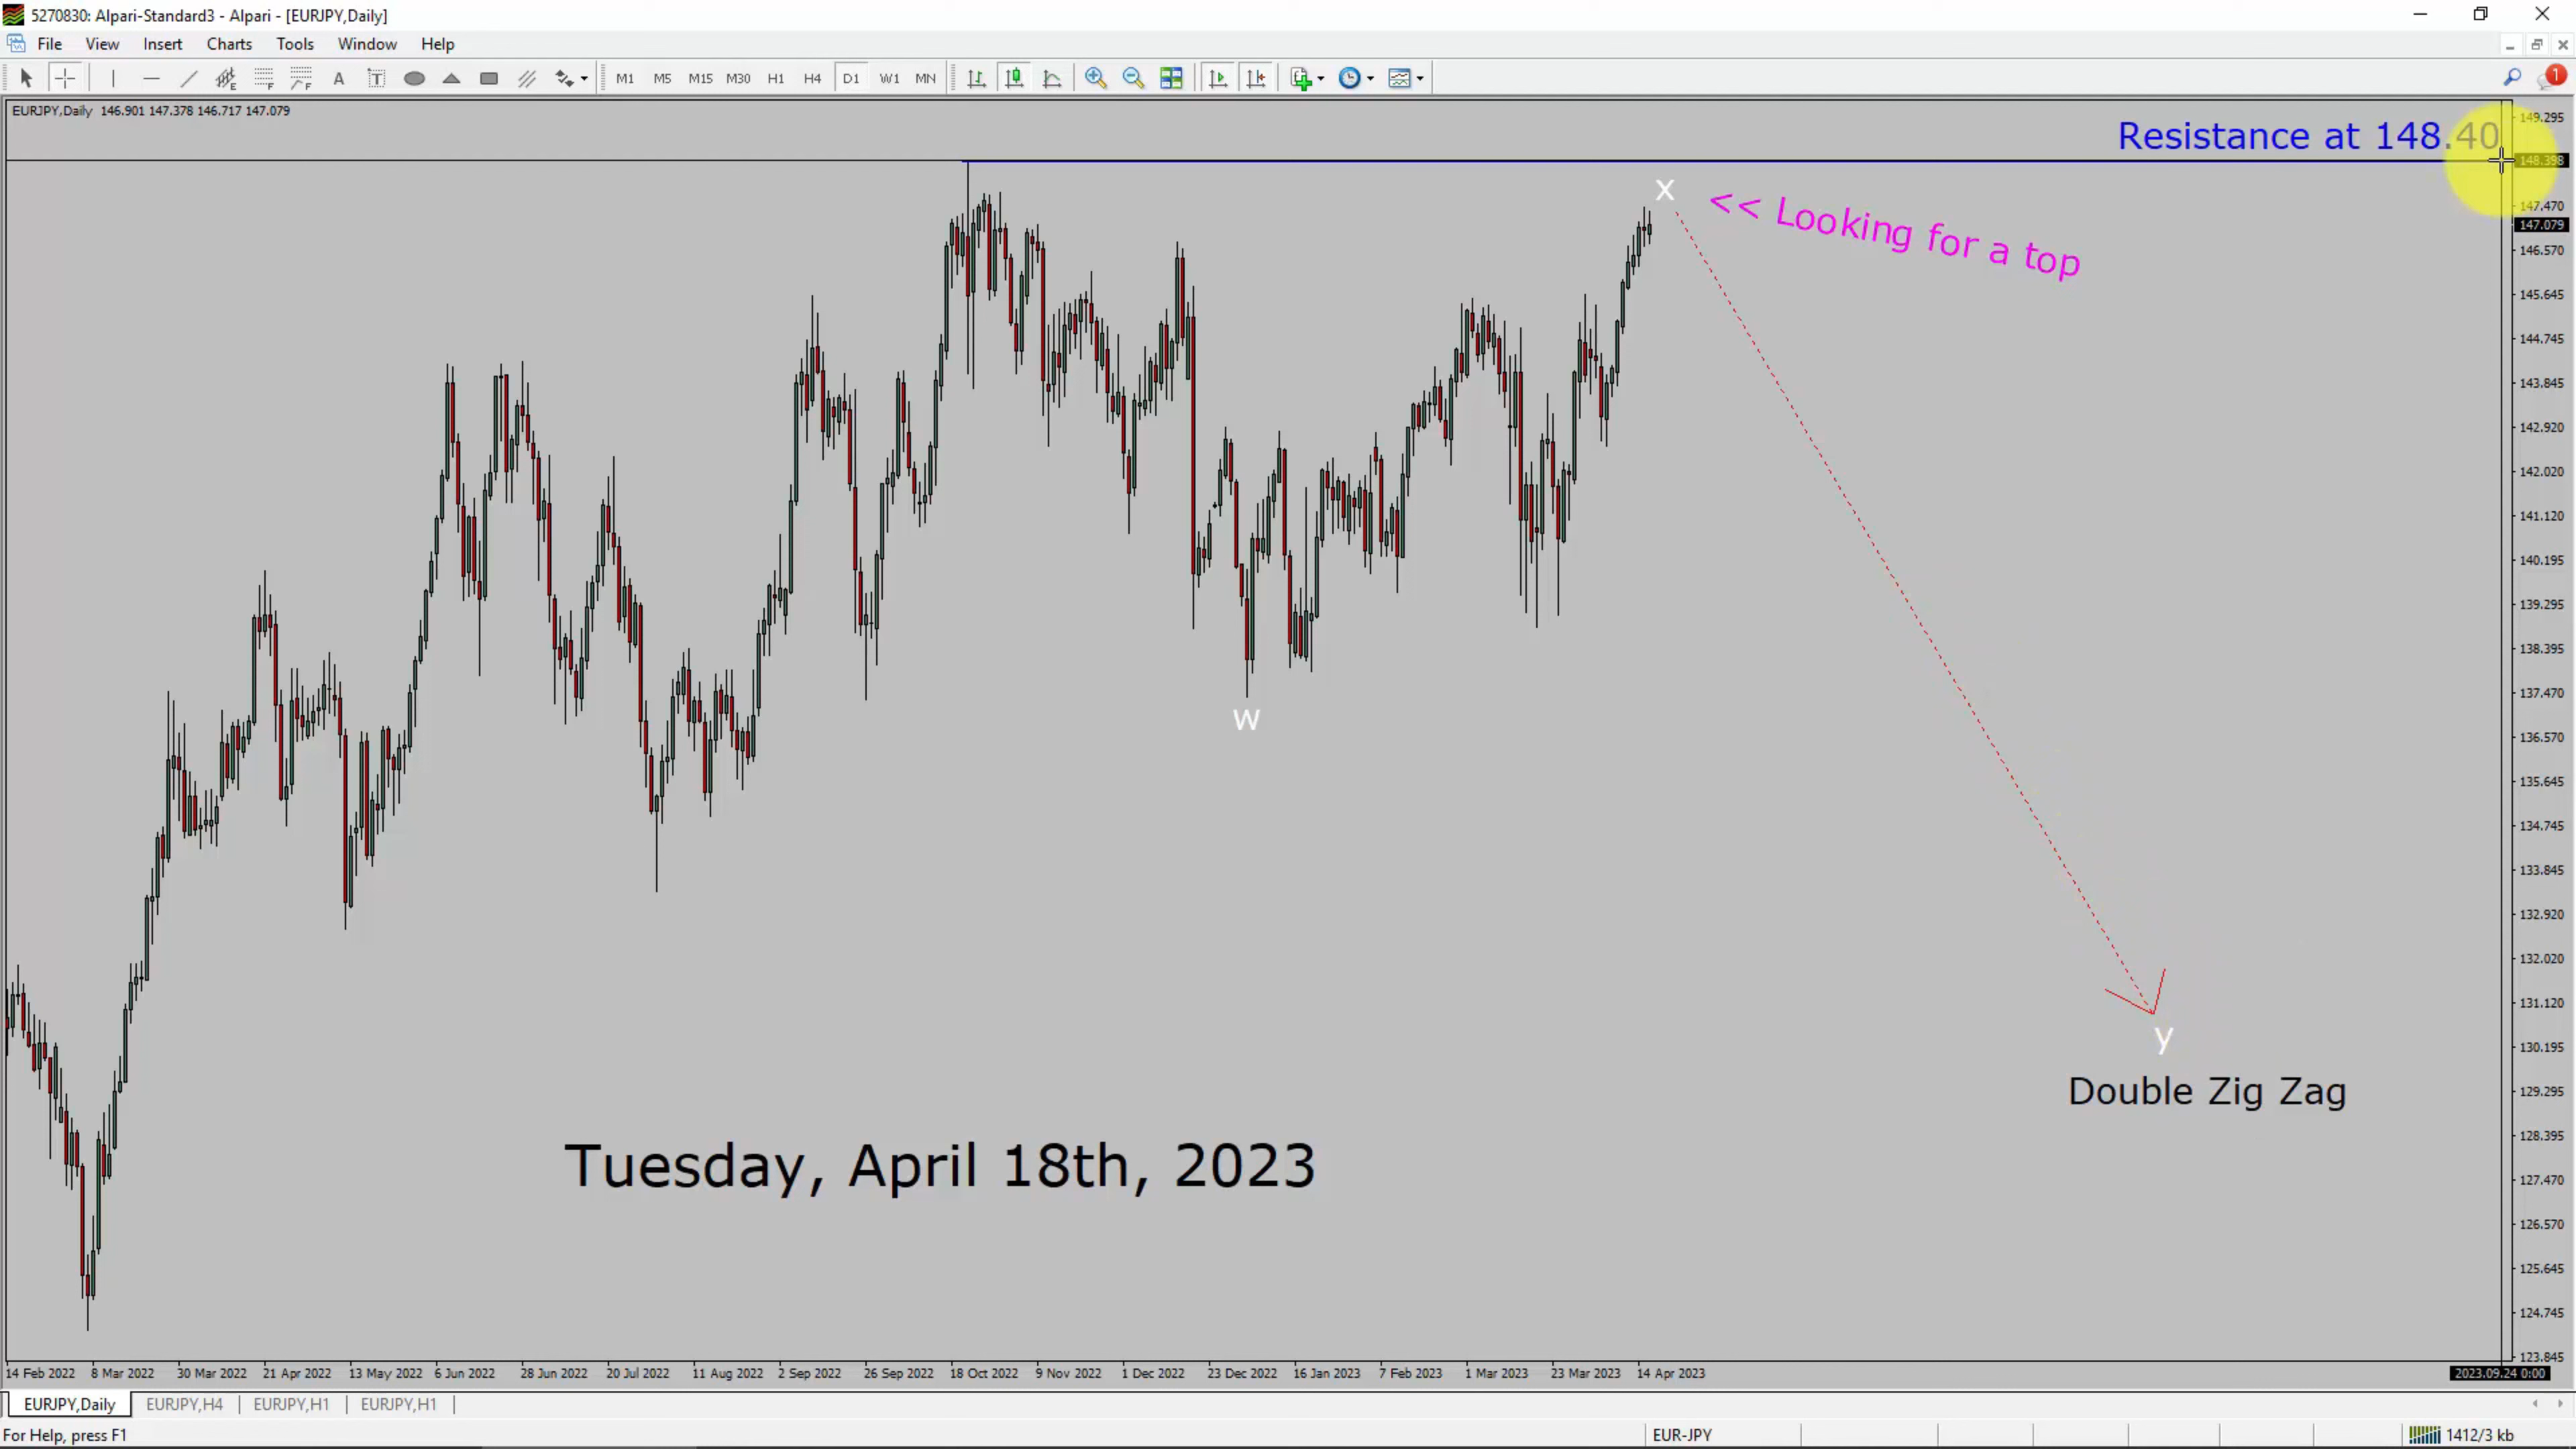 5270830: Alpari-Standard3 - Alpari - [EURJPY,Daily]
File View Insert Charts Tools Window Help
A T M1 M5 M15 M30 H1 H4 D1 W1 MN 1
EURJPY,Daily 146.901 147.378 146.717 147.079
149.295
Resistance at 148.40
148.398
x
<< Looking for a top
147.470
147.079
146.570
145.645
144.745
143.845
142.920
142.020
141.120
140.195
139.295
138.395
137.470
w
136.570
135.645
134.745
133.845
132.920
132.020
131.120
y
130.195
Double Zig Zag
129.295
128.395
Tuesday, April 18th, 2023
127.470
126.570
125.645
124.745
123.845
14 Feb 2022 8 Mar 2022 30 Mar 2022 21 Apr 2022 13 May 2022 6 Jun 2022 28 Jun 2022 20 Jul 2022 11 Aug 2022 2 Sep 2022 26 Sep 2022 18 Oct 2022 9 Nov 2022 1 Dec 2022 23 Dec 2022 16 Jan 2023 7 Feb 2023 1 Mar 2023 23 Mar 2023 14 Apr 2023 2023.09.24 0:00
EURJPY,Daily EURJPY,H4 EURJPY,H1 EURJPY,H1
For Help, press F1 EUR-JPY 1412/3 kb